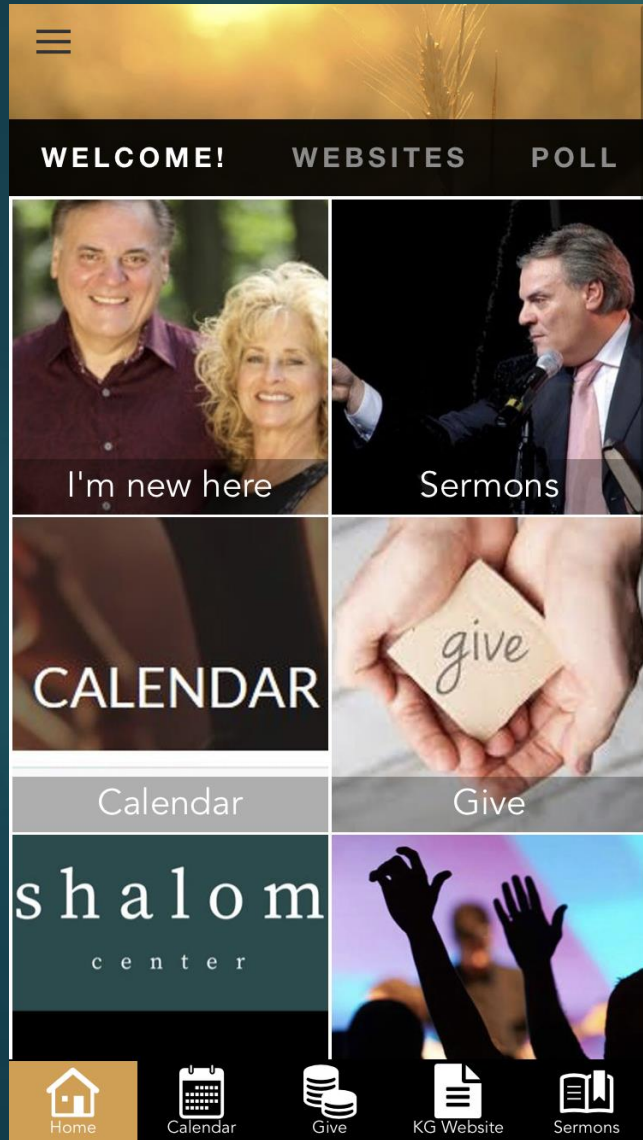 WELCOME! WEBSITES POLL
I'm new here
Sermons
CALENDAR
Calendar
give
Give
shalom
center
Home
Calendar
Give
KG Website
Sermons